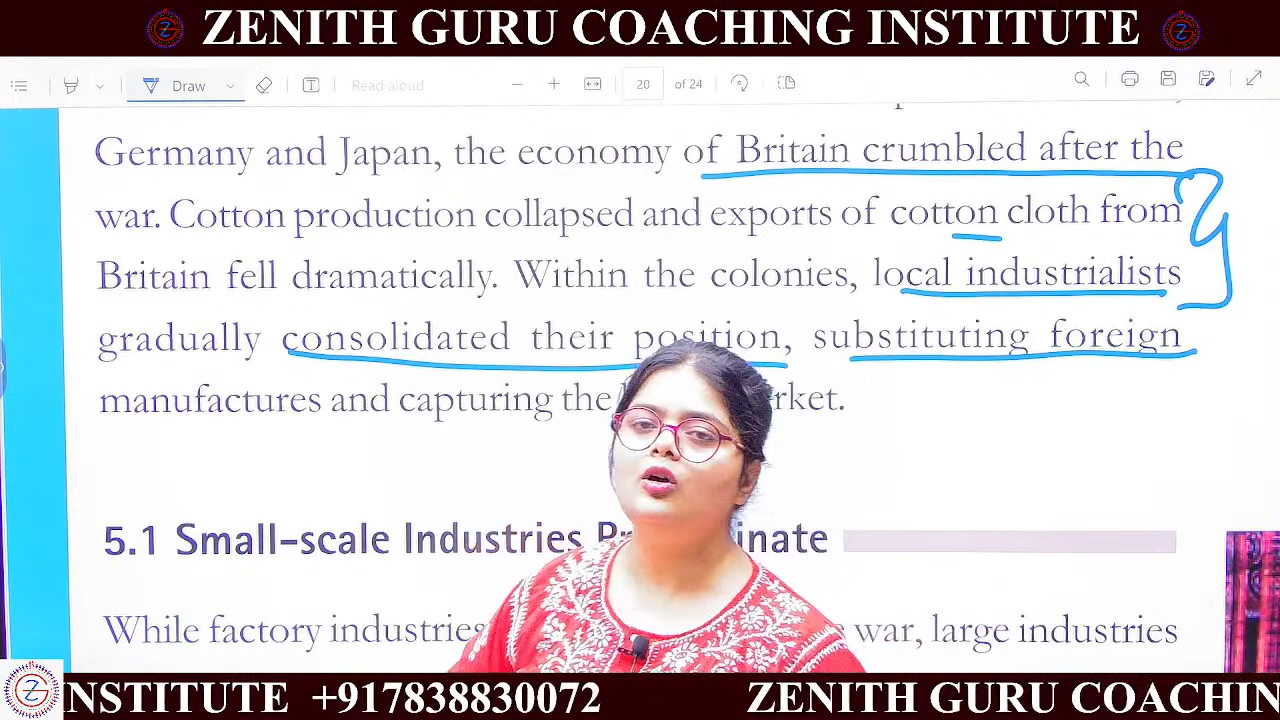 ZENITH GURU COACHING INSTITUTE
Draw Read aloud 20 of 24
Germany and Japan, the economy of Britain crumbled after the
war. Cotton production collapsed and exports of cotton cloth from
Britain fell dramatically. Within the colonies, local industrialists
gradually consolidated their position, substituting foreign
manufactures and capturing the
5.1 Small-scale Industries
While factory industries war, large industries
NSTITUTE +917838830072 ZENITH GURU COACHIN